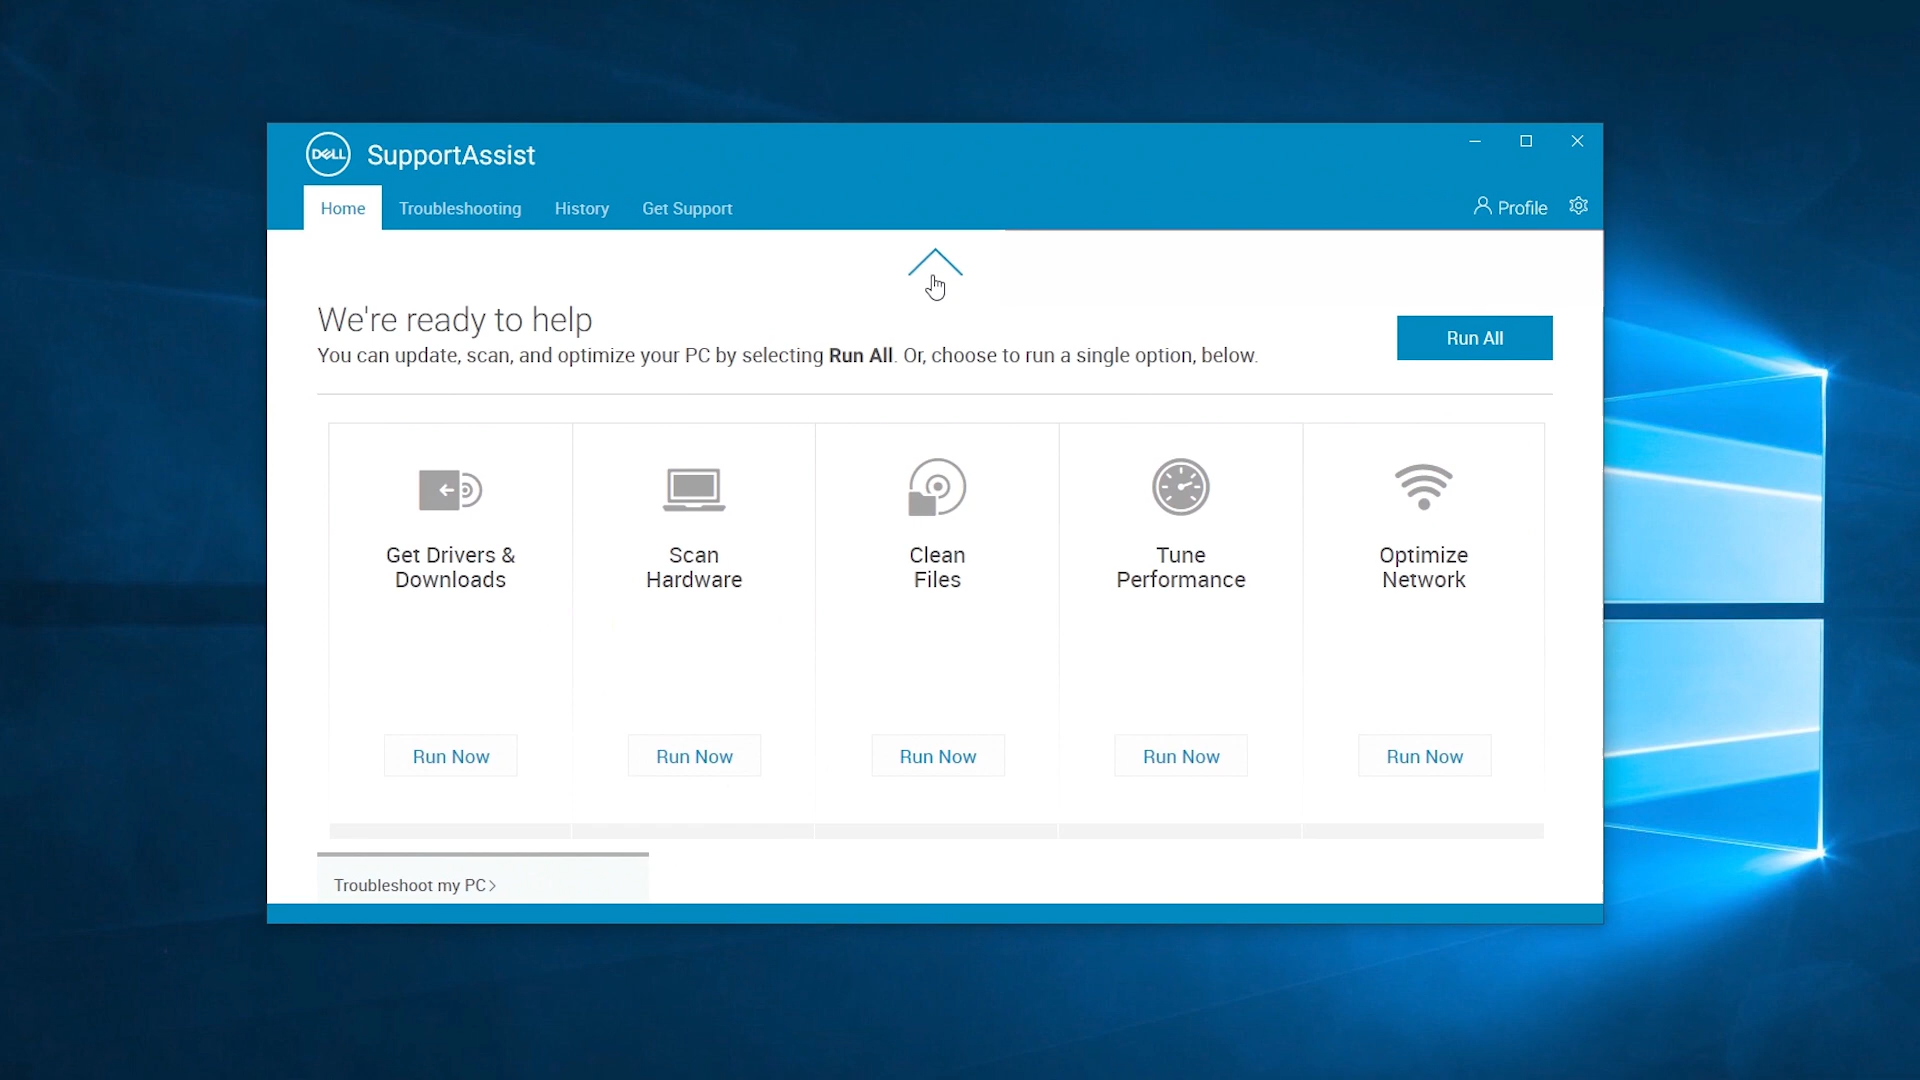 DELL SupportAssist
Home Troubleshooting History Get Support Profile
We're ready to help
You can update, scan, and optimize your PC by selecting Run All. Or, choose to run a single option, below.
Run All
Get Drivers &
Downloads
Run Now
Scan
Hardware
Run Now
Clean
Files
Run Now
Tune
Performance
Run Now
Optimize
Network
Run Now
Troubleshoot my PC>